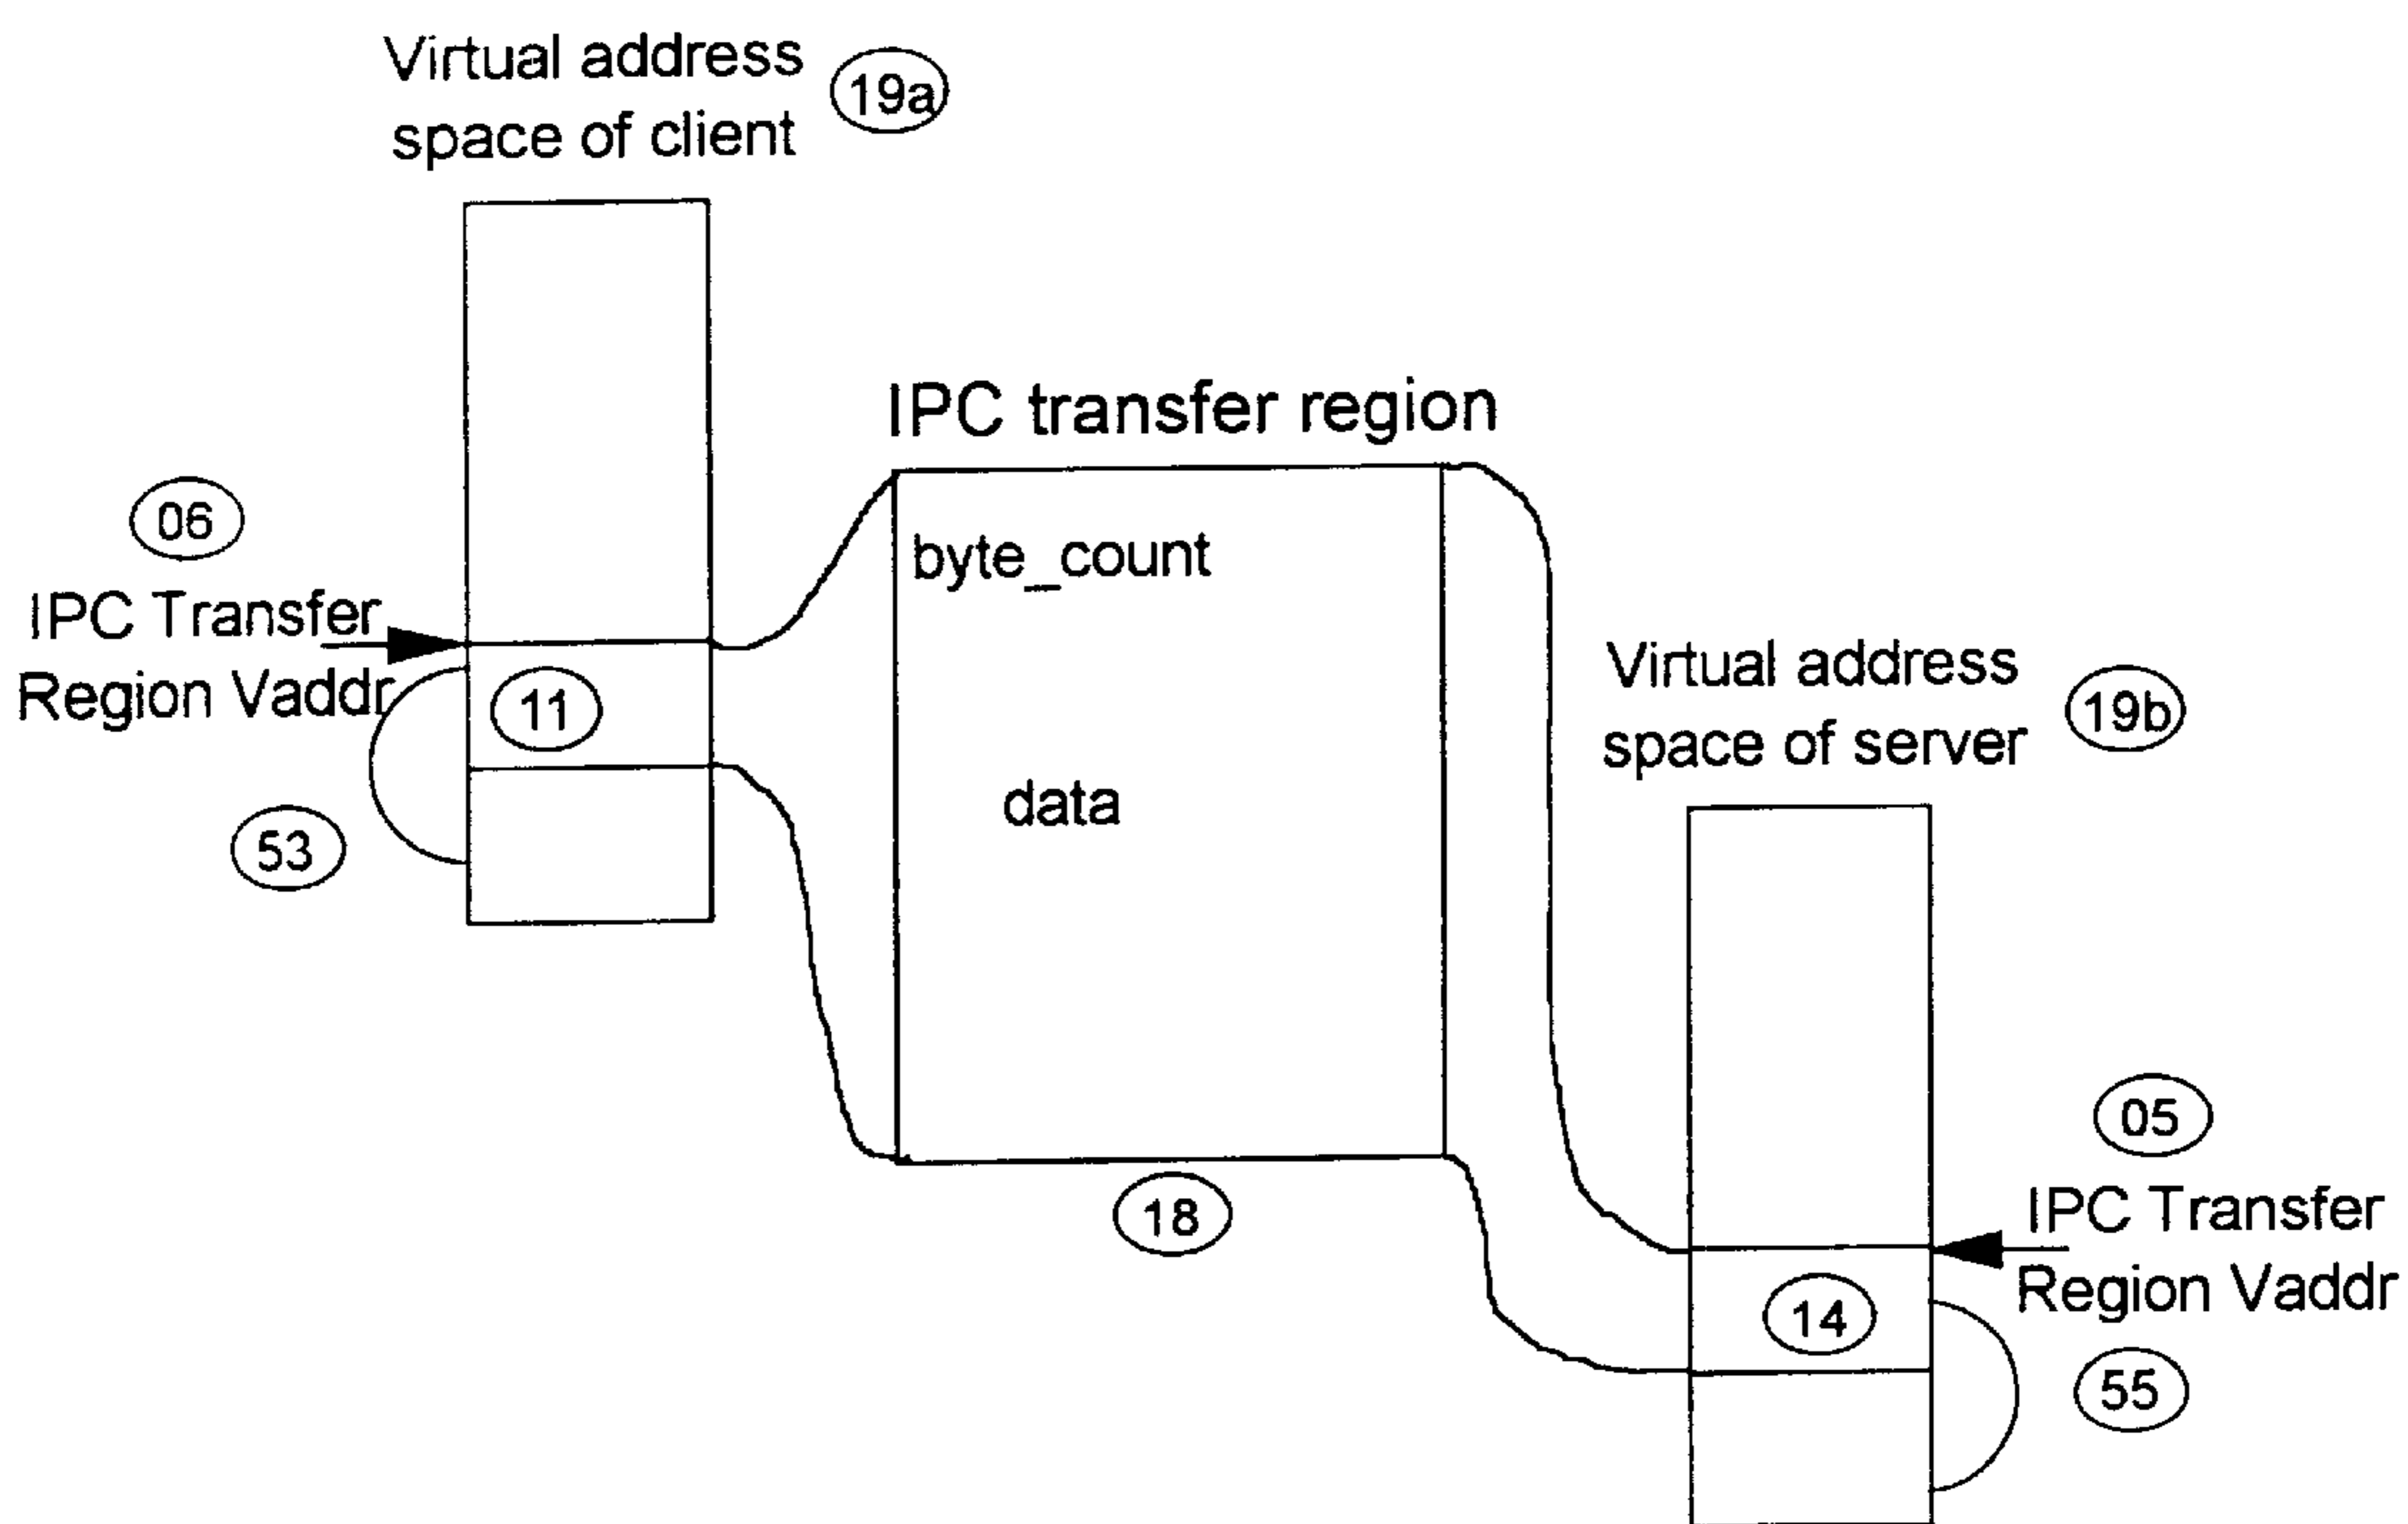 Virtual address
space of client
19a
IPC transfer region
06
IPC Transfer
Region Vaddr
byte_count
11
data
53
18
Virtual address
space of server
19b
05
IPC Transfer
Region Vaddr
14
55